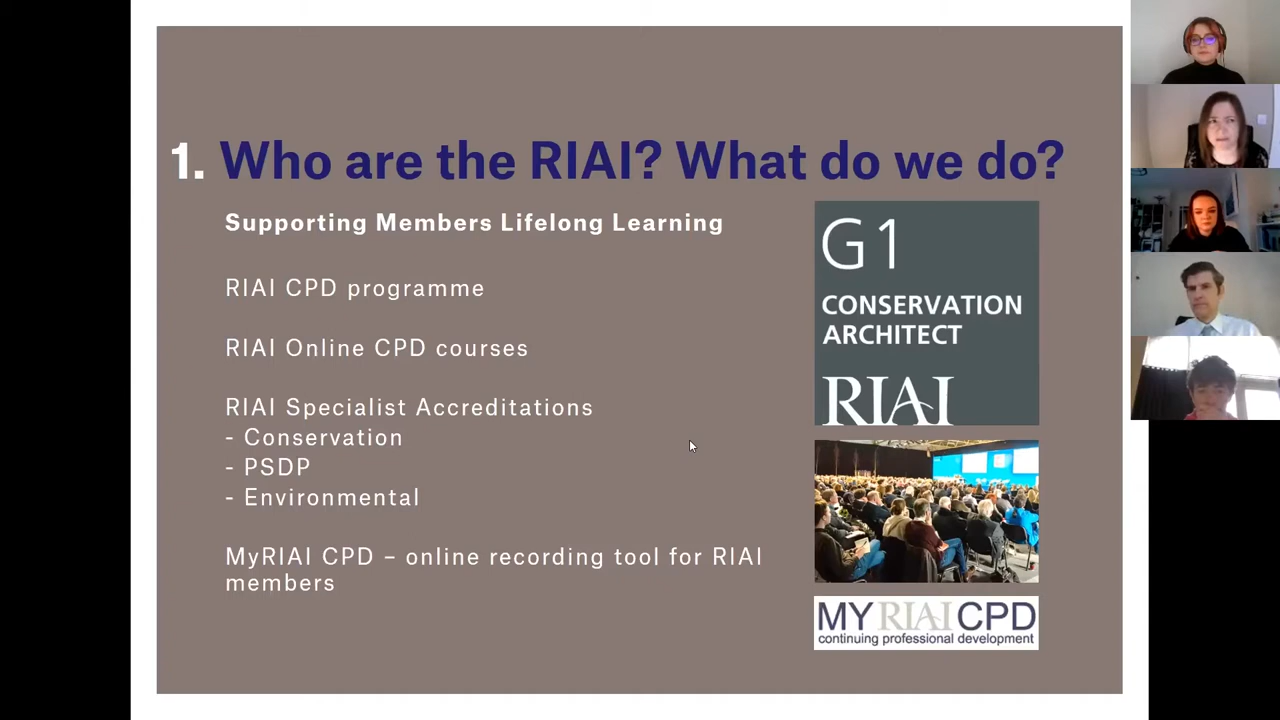 1. Who are the RIAI? What do we do?
Supporting Members Lifelong Learning
RIAI CPD programme
RIAI Online CPD courses
RIAI Specialist Accreditations
- Conservation
- PSDP
- Environmental
MyRIAI CPD – online recording tool for RIAI
members
G1
CONSERVATION
ARCHITECT
RIAI
MY RIAI CPD
continuing professional development